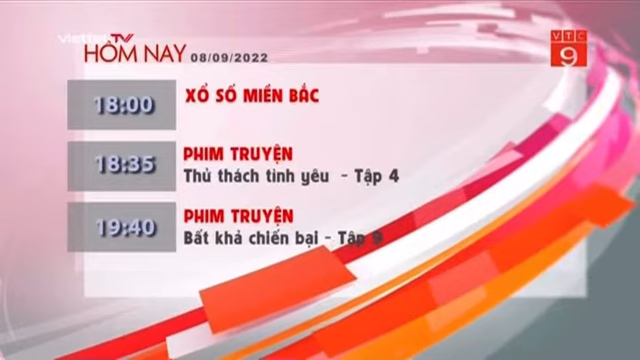 viettelTV
HÔM NAY 08/09/2022
VTC
9
18:00 XỔ SỐ MIỀN BẮC
18:35 PHIM TRUYỆN
Thử thách tình yêu - Tập 4
19:40 PHIM TRUYỆN
Bất khả chiến bại - Tập 9